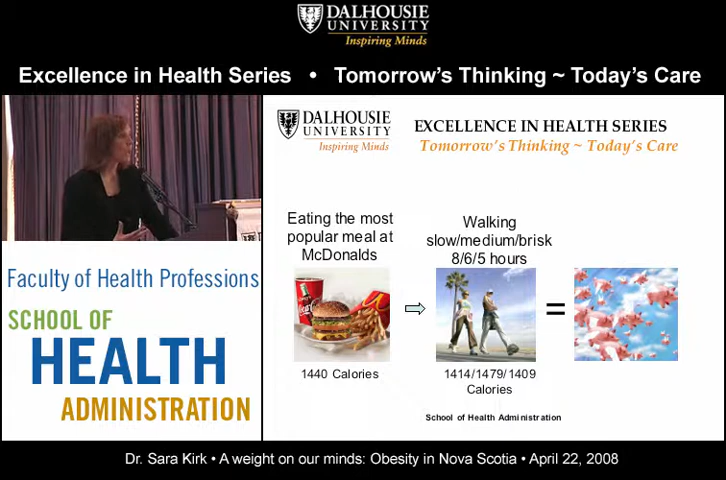 DALHOUSIE
UNIVERSITY
Inspiring Minds
Excellence in Health Series • Tomorrow's Thinking ~ Today's Care
DALHOUSIE
UNIVERSITY
Inspiring Minds
EXCELLENCE IN HEALTH SERIES
Tomorrow's Thinking ~ Today's Care
Eating the most
popular meal at
McDonalds
Walking
slow/medium/brisk
8/6/5 hours
=
1440 Calories
1414/1479/1409
Calories
School of Health Administration
Faculty of Health Professions
SCHOOL OF
HEALTH
ADMINISTRATION
Dr. Sara Kirk • A weight on our minds: Obesity in Nova Scotia • April 22, 2008